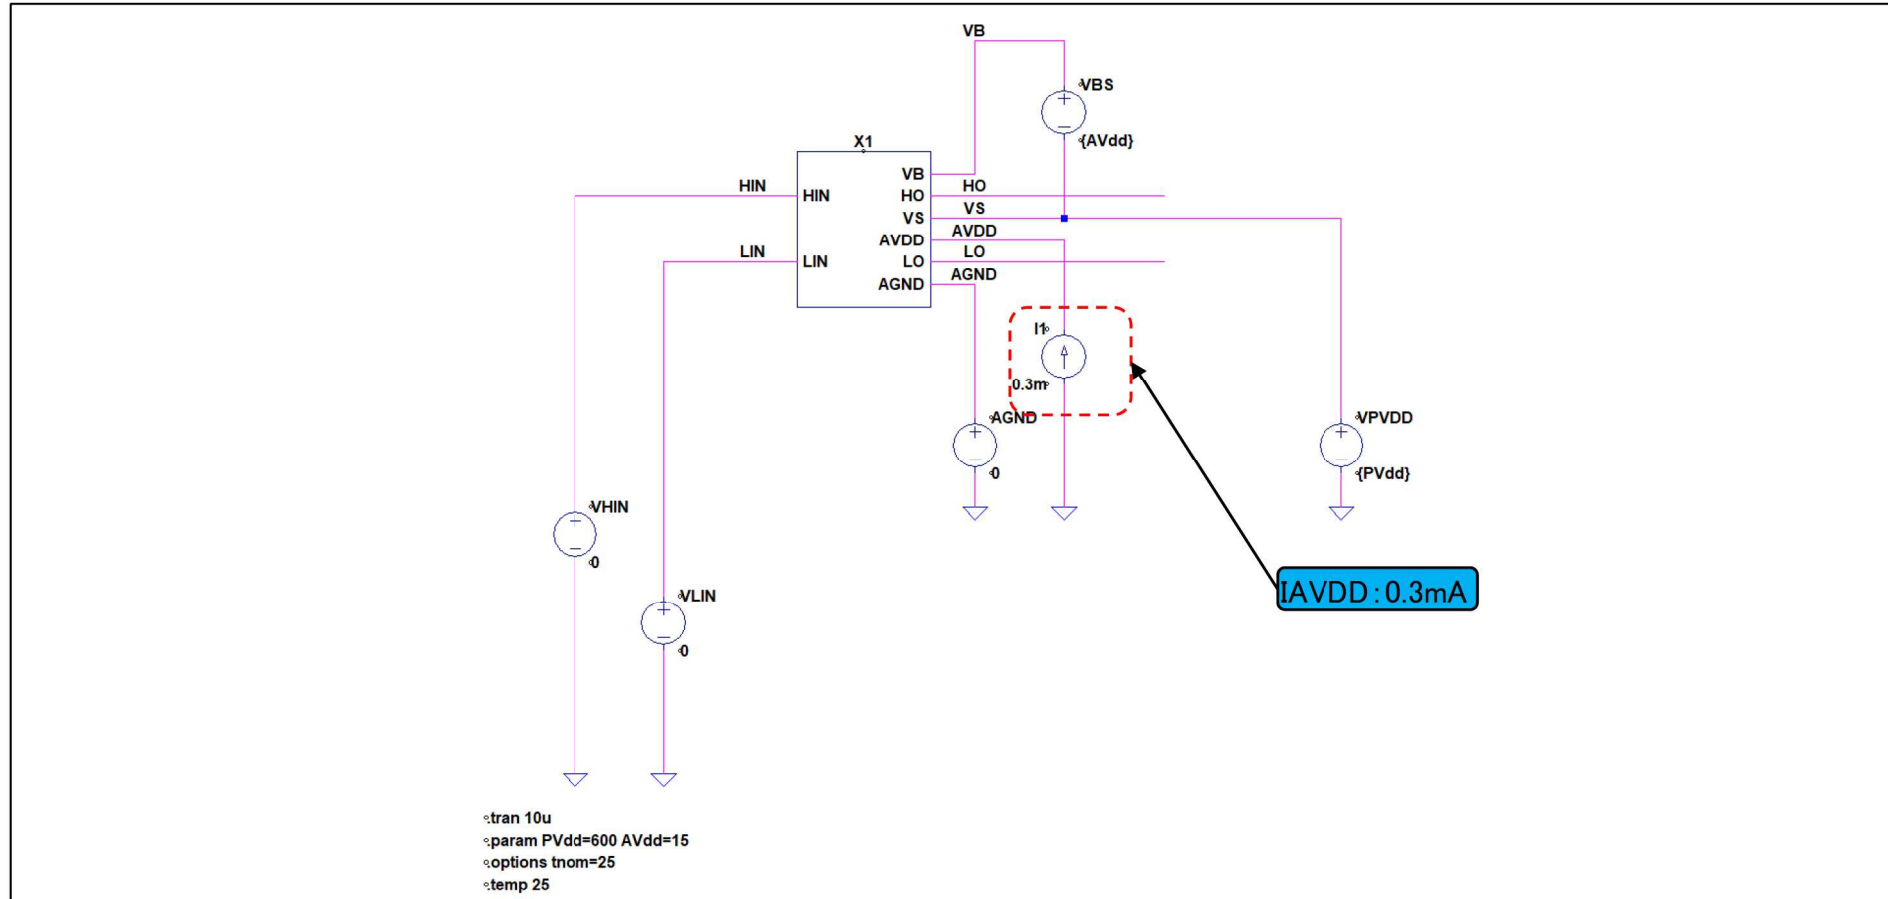 VB
VBS
{AVdd}
X1
VB
HIN
HIN
HO
HO
VS
VS
AVDD
AVDD
LIN
LIN
LO
LO
AGND
AGND
I1
0.3m
AGND
0
VPVDD
{PVdd}
VHIN
0
IAVDD:0.3mA
VLIN
0
.tran 10u
.param PVdd=600 AVdd=15
.options tnom=25
.temp 25